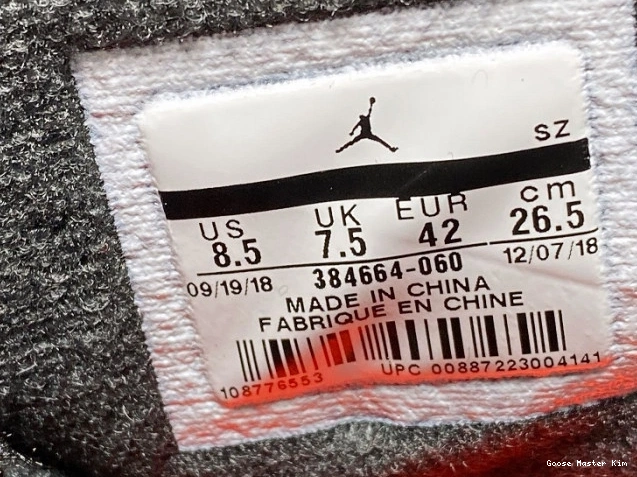 SZ
US UK EUR cm
8.5 7.5 42 26.5
09/19/18 384664-060 12/07/18
MADE IN CHINA
FABRIQUE EN CHINE
108776553 UPC 00887223004141
Goose Master Kim